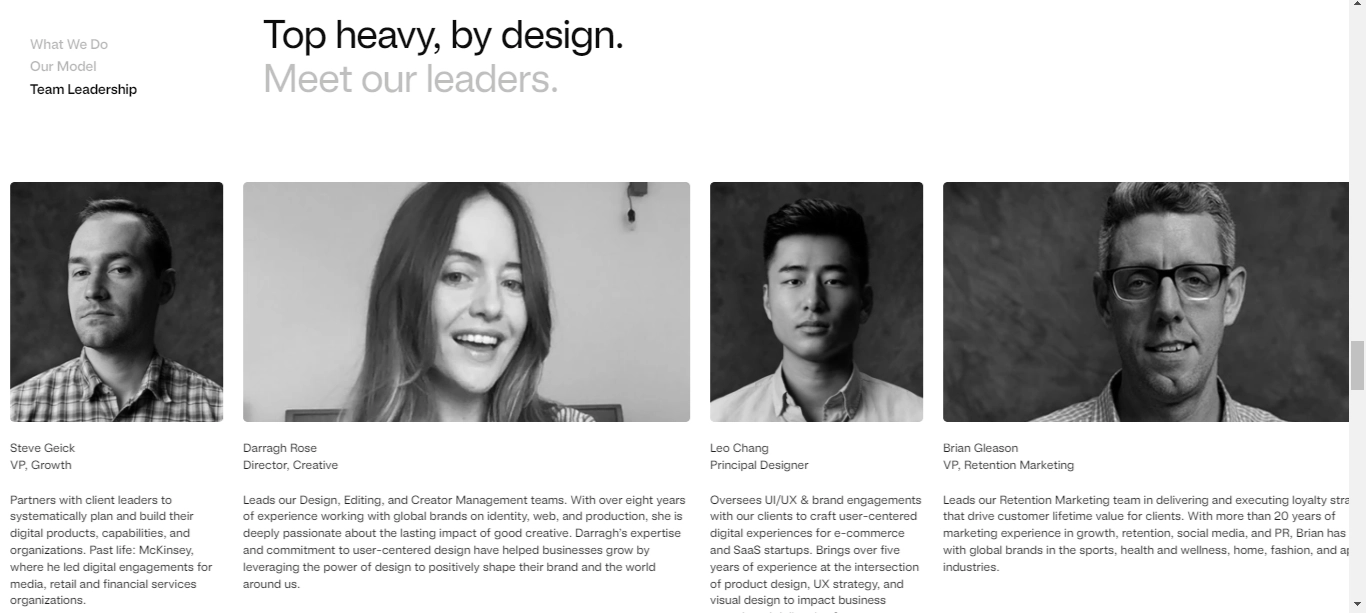 What We Do
Our Model
Team Leadership
Top heavy, by design.
Meet our leaders.
Steve Geick
VP, Growth
Partners with client leaders to
systematically plan and build their
digital products, capabilities, and
organizations. Past life: McKinsey,
where he led digital engagements for
media, retail and financial services
organizations.
Darragh Rose
Director, Creative
Leads our Design, Editing, and Creator Management teams. With over eight years
of experience working with global brands on identity, web, and production, she is
deeply passionate about the lasting impact of good creative. Darragh's expertise
and commitment to user-centered design have helped businesses grow by
leveraging the power of design to positively shape their brand and the world
around us.
Leo Chang
Principal Designer
Oversees UI/UX & brand engagements
with our clients to craft user-centered
digital experiences for e-commerce
and SaaS startups. Brings over five
years of experience at the intersection
of product design, UX strategy, and
visual design to impact business
Brian Gleason
VP, Retention Marketing
Leads our Retention Marketing team in delivering and executing loyalty
that drive customer lifetime value for clients. With more than 20 years of
marketing experience in growth, retention, social media, and PR, Brian has
with global brands in the sports, health and wellness, home, fashion, and
industries.